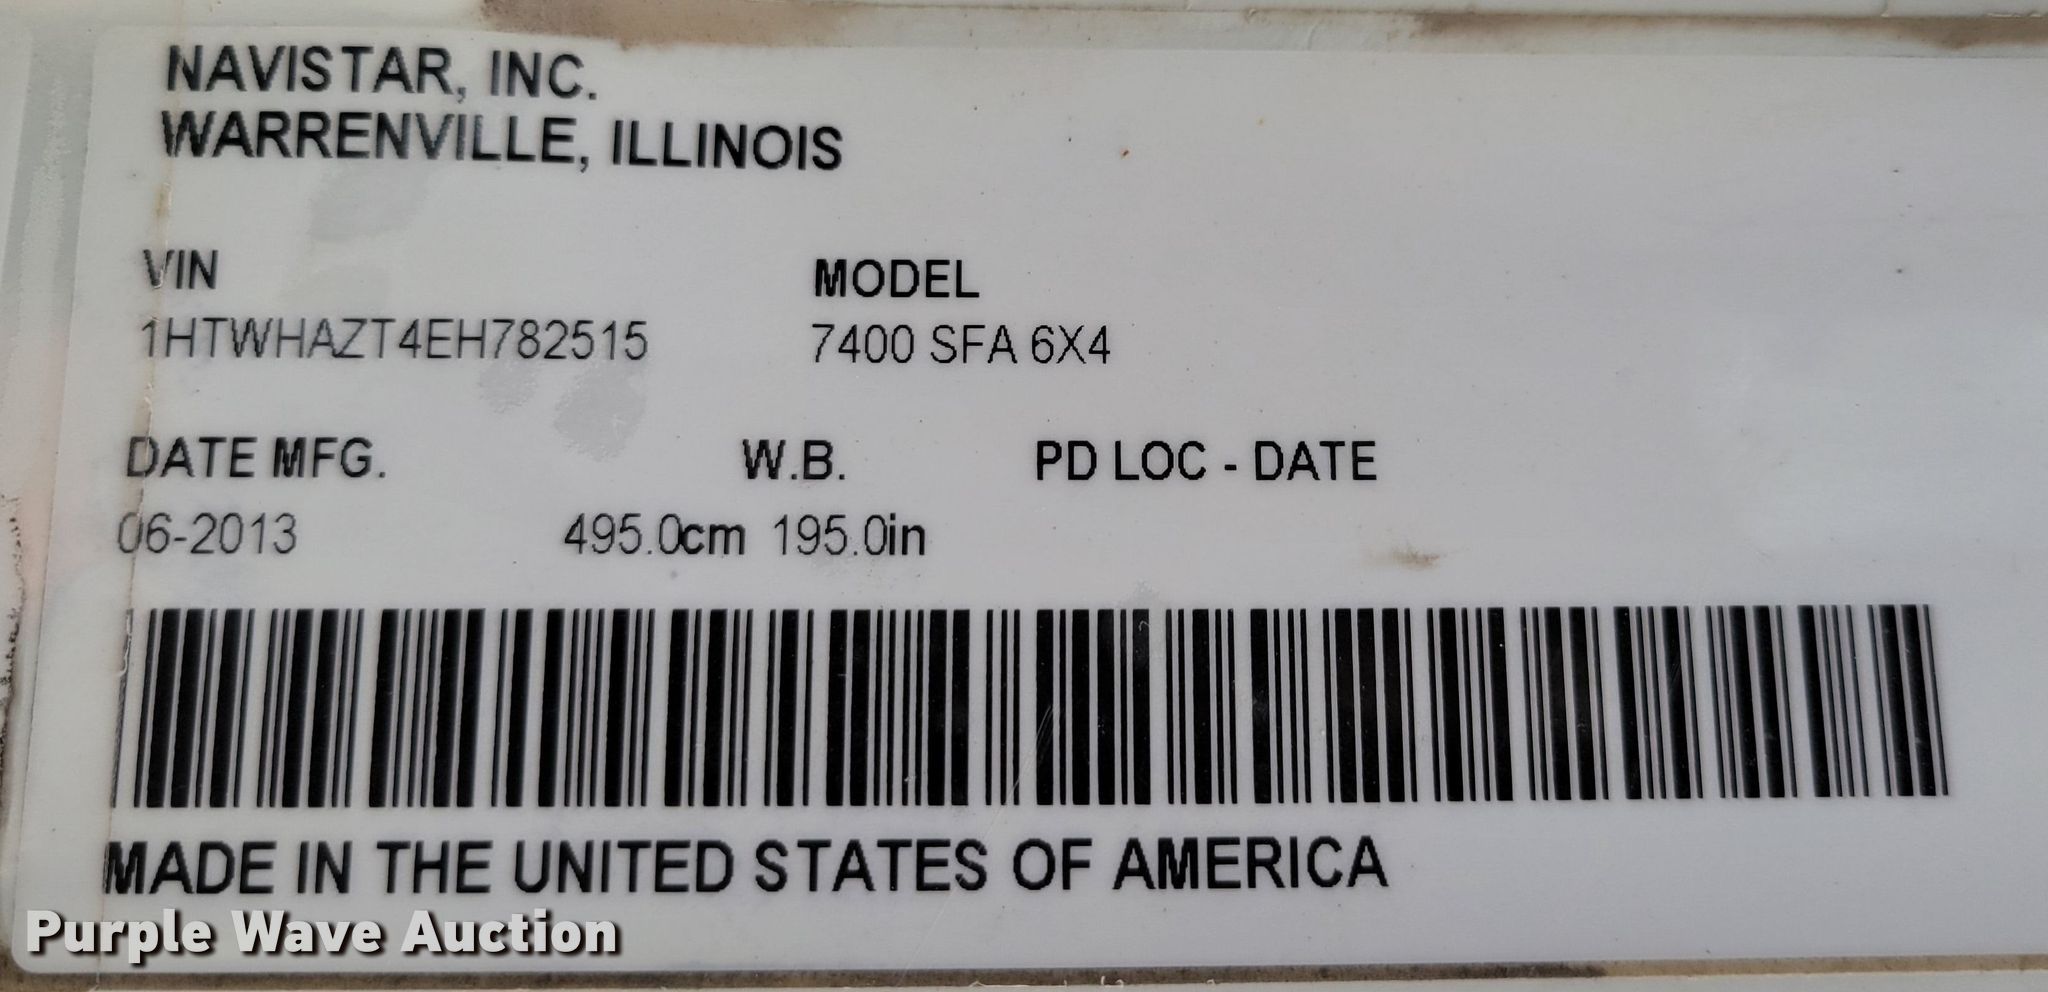 NAVISTAR, INC.
WARRENVILLE, ILLINOIS
VIN MODEL
1HTWHAZT4EH782515 7400 SFA 6X4
DATE MFG. W.B. PD LOC - DATE
06-2013 495.0cm 195.0in
MADE IN THE UNITED STATES OF AMERICA
Purple Wave Auction